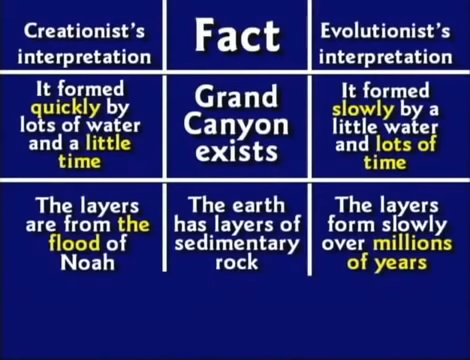 Creationist's
interpretation
Fact
Evolutionist's
interpretation
It formed
quickly by
lots of water
and a little
time
Grand
Canyon
exists
It formed
slowly by a
little water
and lots of
time
The layers
are from the
flood of
Noah
The earth
has layers of
sedimentary
rock
The layers
form slowly
over millions
of years